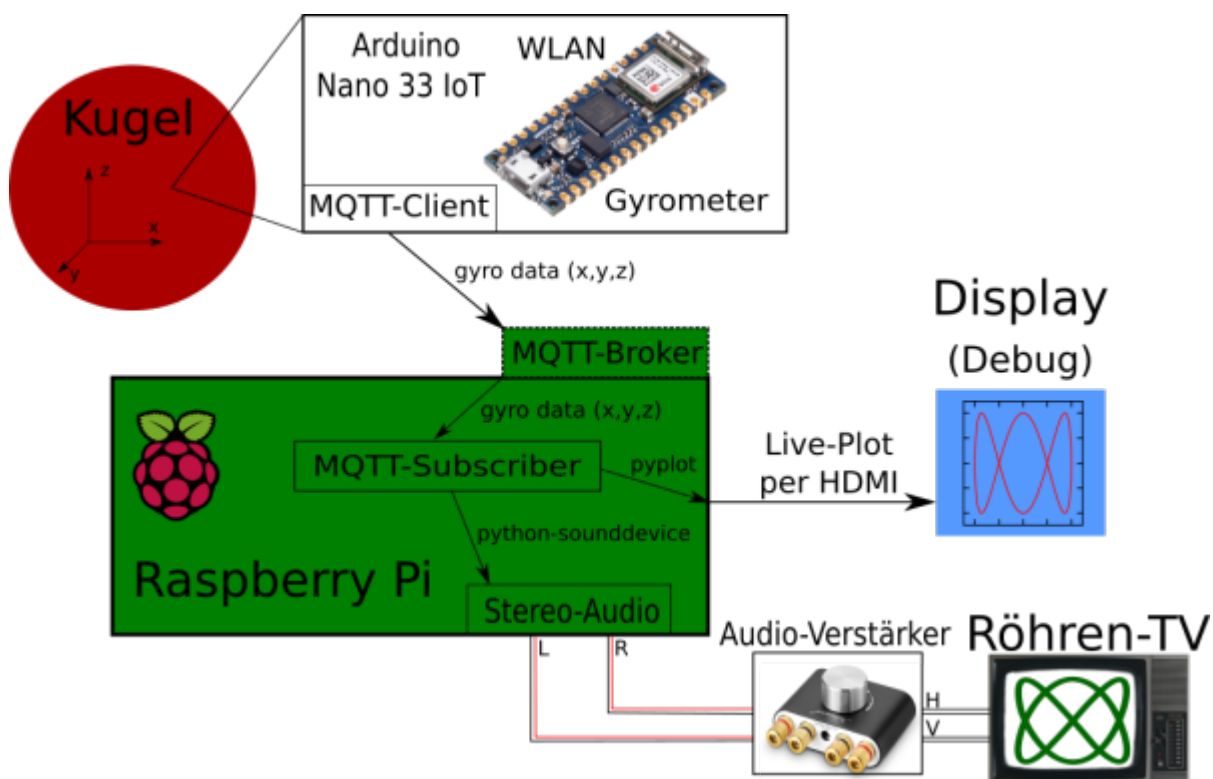 Kugel
z
x
y
Arduino
Nano 33 IoT
WLAN
MQTT-Client
Gyrometer
gyro data (x,y,z)
MQTT-Broker
gyro data (x,y,z)
MQTT-Subscriber
pyplot
python-sounddevice
Raspberry Pi
Stereo-Audio
Live-Plot
per HDMI
Display
(Debug)
L
R
Audio-Verstärker
H
V
Röhren-TV